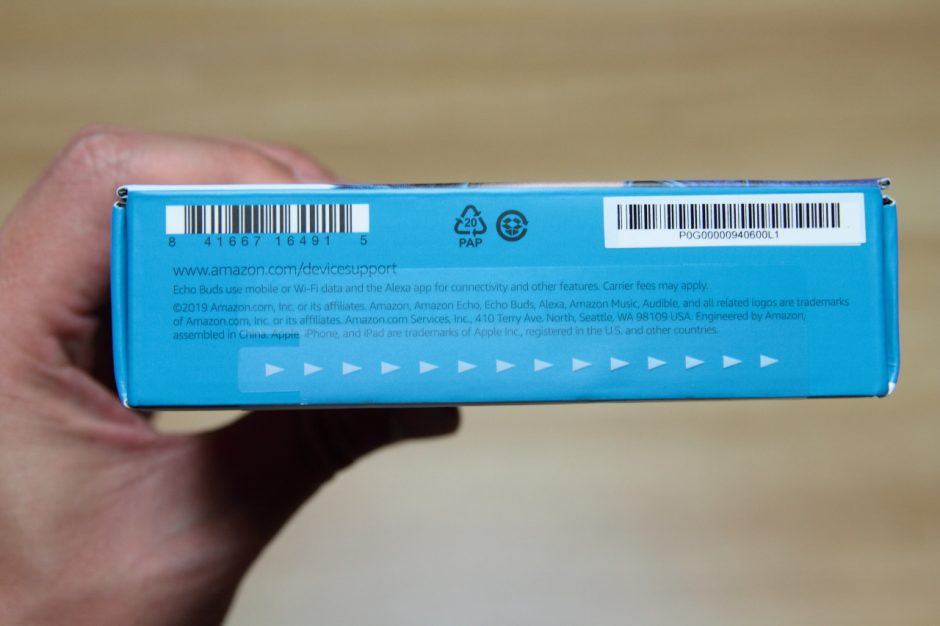 8 41667 16491 5
20
PAP
P0G00000940600L1
www.amazon.com/devicesupport
Echo Buds use mobile or Wi-Fi data and the Alexa app for connectivity and other features. Carrier fees may apply.
©2019 Amazon.com, Inc. or its affiliates. Amazon, Amazon Echo, Echo Buds, Alexa, Amazon Music, Audible, and all related logos are trademarks
of Amazon.com, Inc. or its affiliates. Amazon.com Services, Inc., 410 Terry Ave. North, Seattle, WA 98109 USA. Engineered by Amazon,
assembled in China. Apple, iPhone, and iPad are trademarks of Apple Inc., registered in the U.S. and other countries.